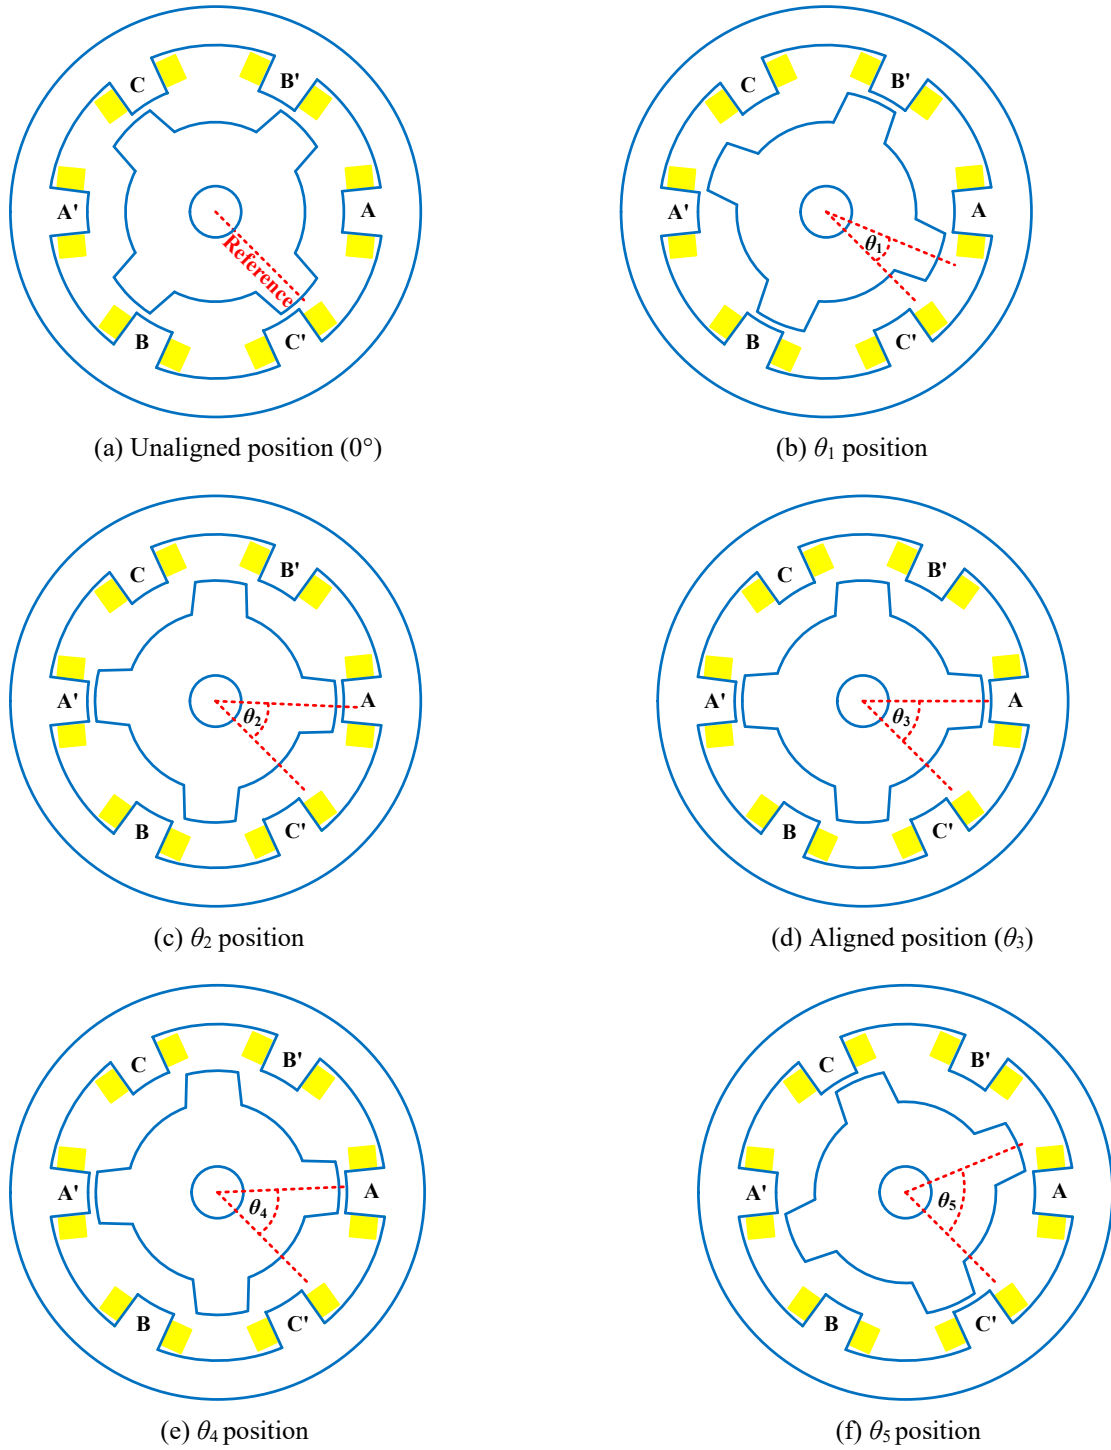 C
B'
A'
A
Reference
B
C'
(a) Unaligned position (0°)
C
B'
A'
A
θ1
B
C'
(b) θ1 position
C
B'
A'
A
θ2
B
C'
(c) θ2 position
C
B'
A'
A
θ3
B
C'
(d) Aligned position (θ3)
C
B'
A'
A
θ4
B
C'
(e) θ4 position
C
B'
A'
A
θ5
B
C'
(f) θ5 position